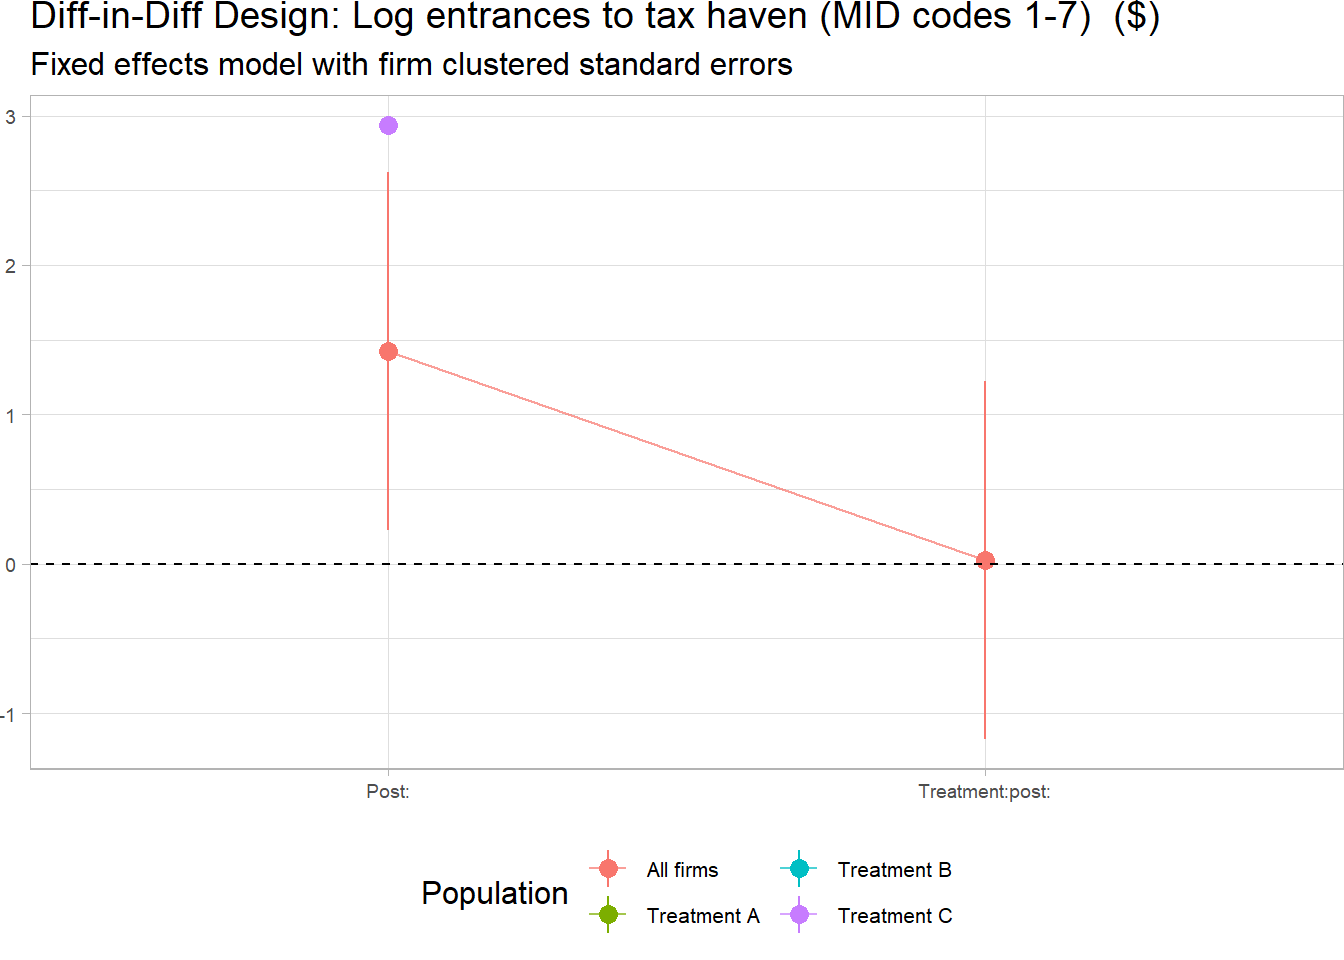 Diff-in-Diff Design: Log entrances to tax haven (MID codes 1-7)  ($)
Fixed effects model with firm clustered standard errors
3
2
1
0
-1
Post:
Treatment:post:
Population
All firms
Treatment B
Treatment A
Treatment C